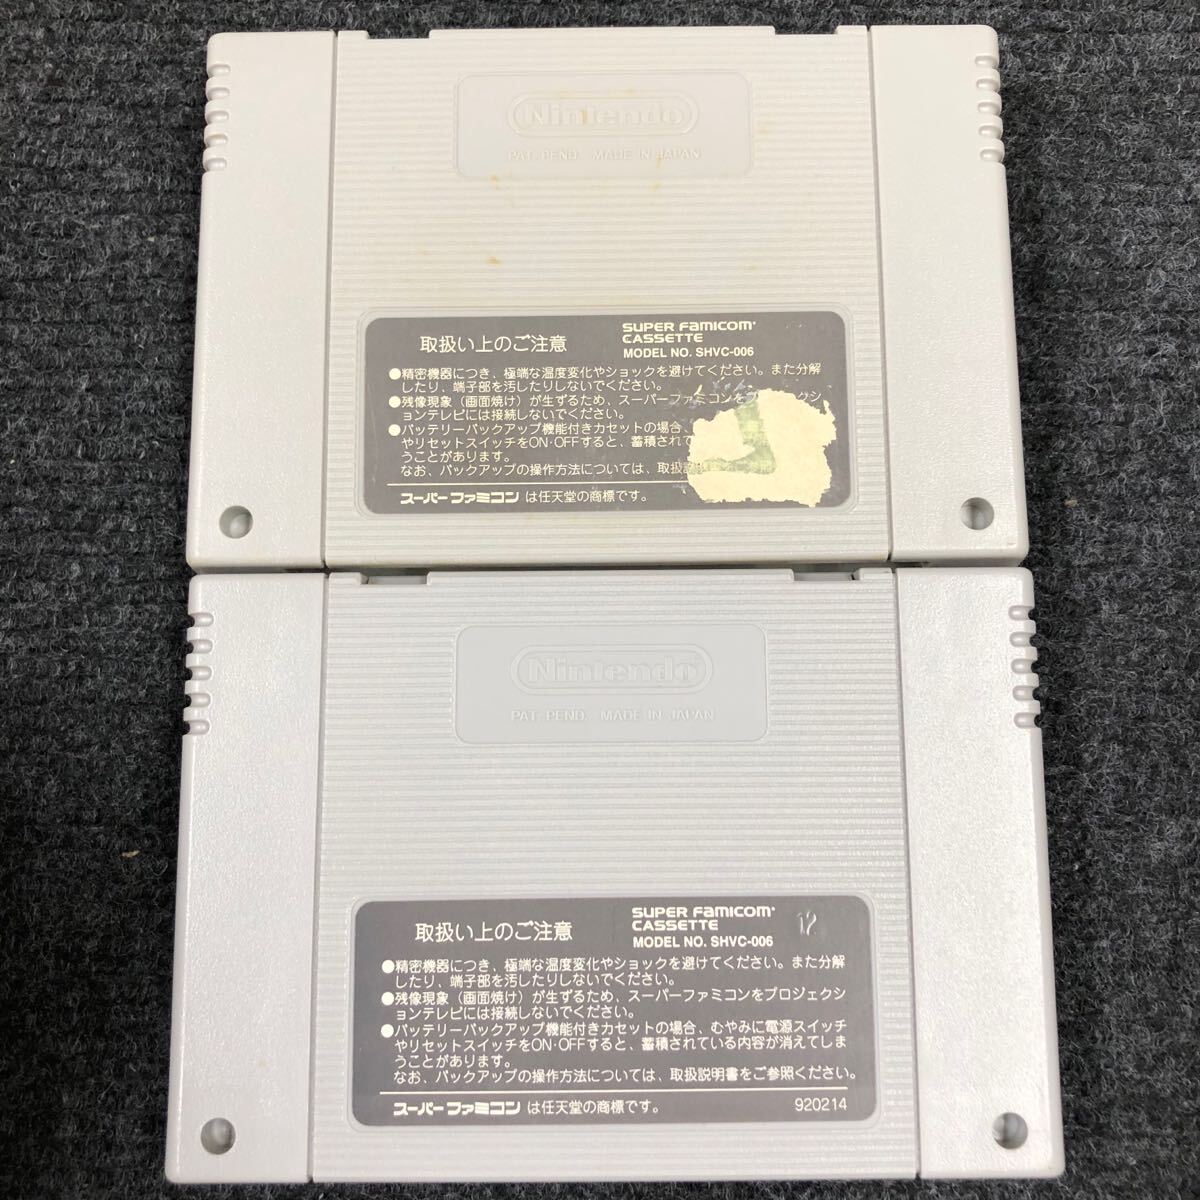 Nintendo
PAT. PEND. MADE IN JAPAN
取扱い上のご注意
SUPER FAMICOM
CASSETTE
MODEL NO. SHVC-006
●精密機器につき、極端な温度変化やショックを避けてください。また分解
したり、端子部を汚したりしないでください。
●残像現象(画面焼け)が生ずるため、スーパーファミコンをプロジェクシ
ョンテレビには接続しないでください。
●バッテリーバックアップ機能付きカセットの場合、
やリセットスイッチをON·OFFすると、蓄積されて
うことがあります。
なお、バックアップの操作方法については、取扱
スーパーファミコン は任天堂の商標です。
Nintendo
PAT. PEND. MADE IN JAPAN
取扱い上のご注意
SUPER FAMICOM
CASSETTE
MODEL NO. SHVC-006
12
●精密機器につき、極端な温度変化やショックを避けてください。また分解
したり、端子部を汚したりしないでください。
●残像現象(画面焼け)が生ずるため、スーパーファミコンをプロジェクシ
ョンテレビには接続しないでください。
●バッテリーバックアップ機能付きカセットの場合、むやみに電源スイッチ
やリセットスイッチをON·OFFすると、蓄積されている内容が消えてしま
うことがあります。
なお、バックアップの操作方法については、取扱説明書をご参照ください。
スーパーファミコン は任天堂の商標です。
920214